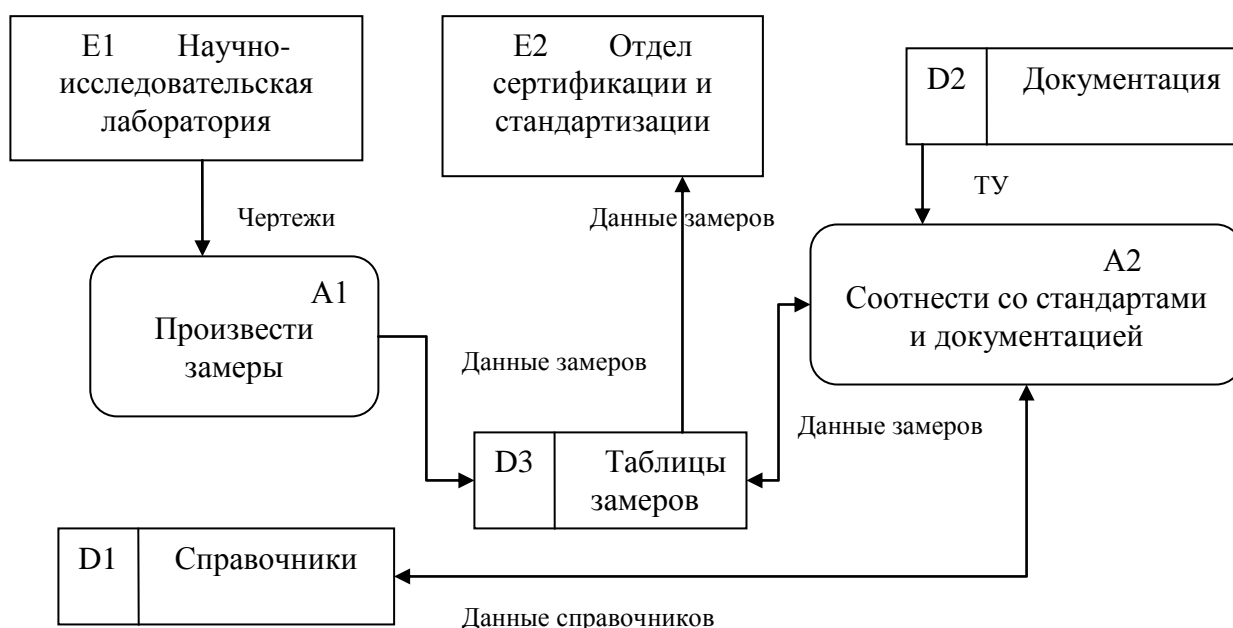 E1 Научно-
исследовательская
лаборатория
E2 Отдел
сертификации и
стандартизации
D2 Документация
ТУ
Чертежи
Данные замеров
A1
Произвести
замеры
A2
Соотнести со стандартами
и документацией
Данные замеров
Данные замеров
D3 Таблицы
замеров
D1 Справочники
Данные справочников